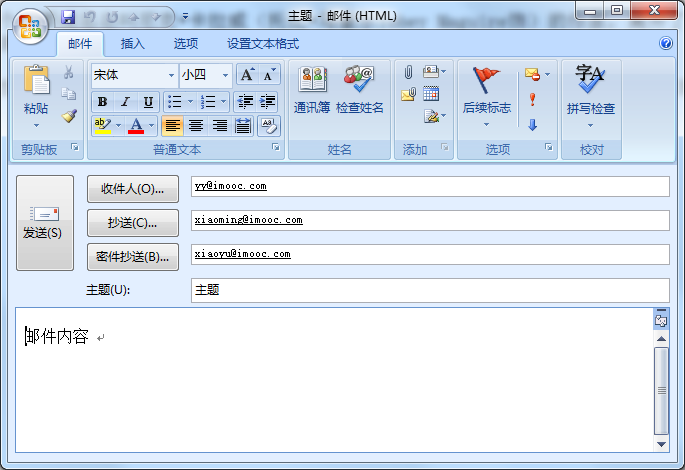 主题 - 邮件 (HTML)
邮件 插入 选项 设置文本格式
宋体 小四
粘贴 通讯簿 检查姓名 后续标志 拼写检查
剪贴板 普通文本 姓名 添加 选项 校对
收件人(O)... yy@imooc.com
抄送(C)... xiaoming@imooc.com
发送(S)
密件抄送(B)... xiaoyu@imooc.com
主题(U): 主题
邮件内容